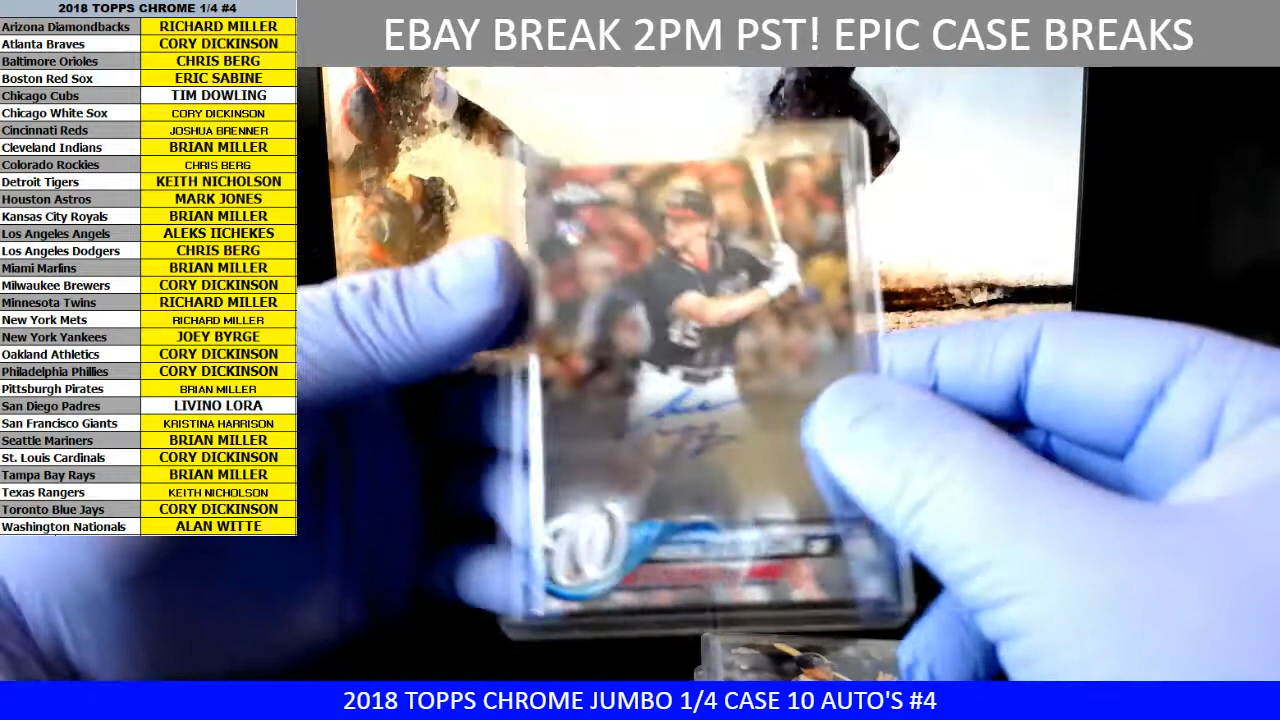 2018 TOPPS CHROME 1/4 #4
EBAY BREAK 2PM PST! EPIC CASE BREAKS
Arizona Diamondbacks RICHARD MILLER
Atlanta Braves CORY DICKINSON
Baltimore Orioles CHRIS BERG
Boston Red Sox ERIC SABINE
Chicago Cubs TIM DOWLING
Chicago White Sox CORY DICKINSON
Cincinnati Reds JOSHUA BRENNER
Cleveland Indians BRIAN MILLER
Colorado Rockies CHRIS BERG
Detroit Tigers KEITH NICHOLSON
Houston Astros MARK JONES
Kansas City Royals BRIAN MILLER
Los Angeles Angels ALEKS IICHEKES
Los Angeles Dodgers CHRIS BERG
Miami Marlins BRIAN MILLER
Milwaukee Brewers CORY DICKINSON
Minnesota Twins RICHARD MILLER
New York Mets RICHARD MILLER
New York Yankees JOEY BYRGE
Oakland Athletics CORY DICKINSON
Philadelphia Phillies CORY DICKINSON
Pittsburgh Pirates BRIAN MILLER
San Diego Padres LIVINO LORA
San Francisco Giants KRISTINA HARRISON
Seattle Mariners BRIAN MILLER
St. Louis Cardinals CORY DICKINSON
Tampa Bay Rays BRIAN MILLER
Texas Rangers KEITH NICHOLSON
Toronto Blue Jays CORY DICKINSON
Washington Nationals ALAN WITTE
45
W
2018 TOPPS CHROME JUMBO 1/4 CASE 10 AUTO'S #4